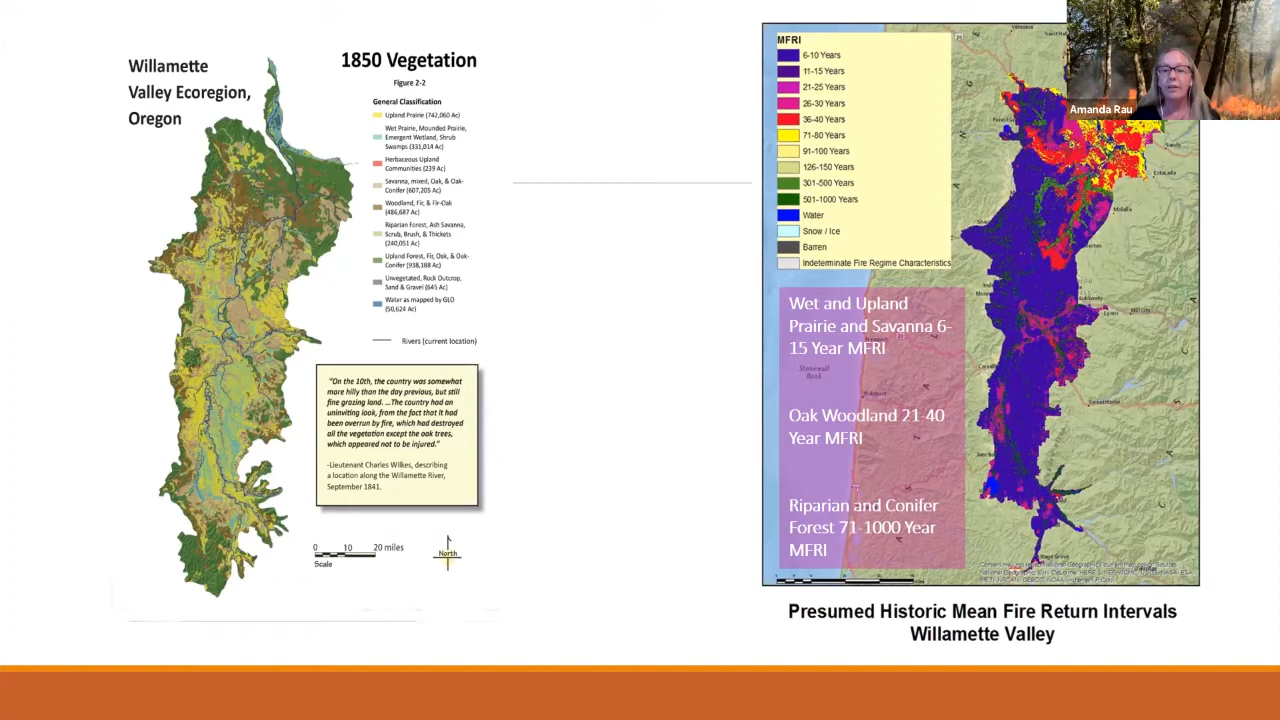 Willamette
Valley Ecoregion,
Oregon
1850 Vegetation
Figure 2-2
General Classification
Upland Prairie (742,060 Ac)
Wet Prairie, Mounded Prairie,
Emergent Wetland, Shrub
Swamps (331,014 Ac)
Herbaceous Upland
Communities (239 Ac)
Savanna, mixed, Oak, & Oak-
Conifer (607,205 Ac)
Woodland, Fir, & Fir-Oak
(486,687 Ac)
Riparian Forest, Ash Savanna,
Scrub, Brush, & Thickets
(240,051 Ac)
Upland Forest, Fir, Oak, & Oak-
Conifer (938,188 Ac)
Unvegetated, Rock Outcrop,
Sand & Gravel (645 Ac)
Water as mapped by GLO
(50,624 Ac)
Rivers (current location)
"On the 10th, the country was somewhat
more hilly than the day previous, but still
fine grazing land. ...The country had an
uninviting look, from the fact that it had
been overrun by fire, which had destroyed
all the vegetation except the oak trees,
which appeared not to be injured."
-Lieutenant Charles Wilkes, describing
a location along the Willamette River,
September 1841.
0 10 20 miles
Scale
North
MFRI
6-10 Years
11-15 Years
21-25 Years
26-30 Years
36-40 Years
71-80 Years
91-100 Years
126-150 Years
301-500 Years
501-1000 Years
Water
Snow / Ice
Barren
Indeterminate Fire Regime Characteristics
Wet and Upland
Prairie and Savanna 6-
15 Year MFRI
Oak Woodland 21-40
Year MFRI
Riparian and Conifer
Forest 71-1000 Year
MFRI
Stonewall
Bank
Sandy
Estacada
Molalla
Mill City
Lyons
Sweet Home
Presumed Historic Mean Fire Return Intervals
Willamette Valley
Amanda Rau